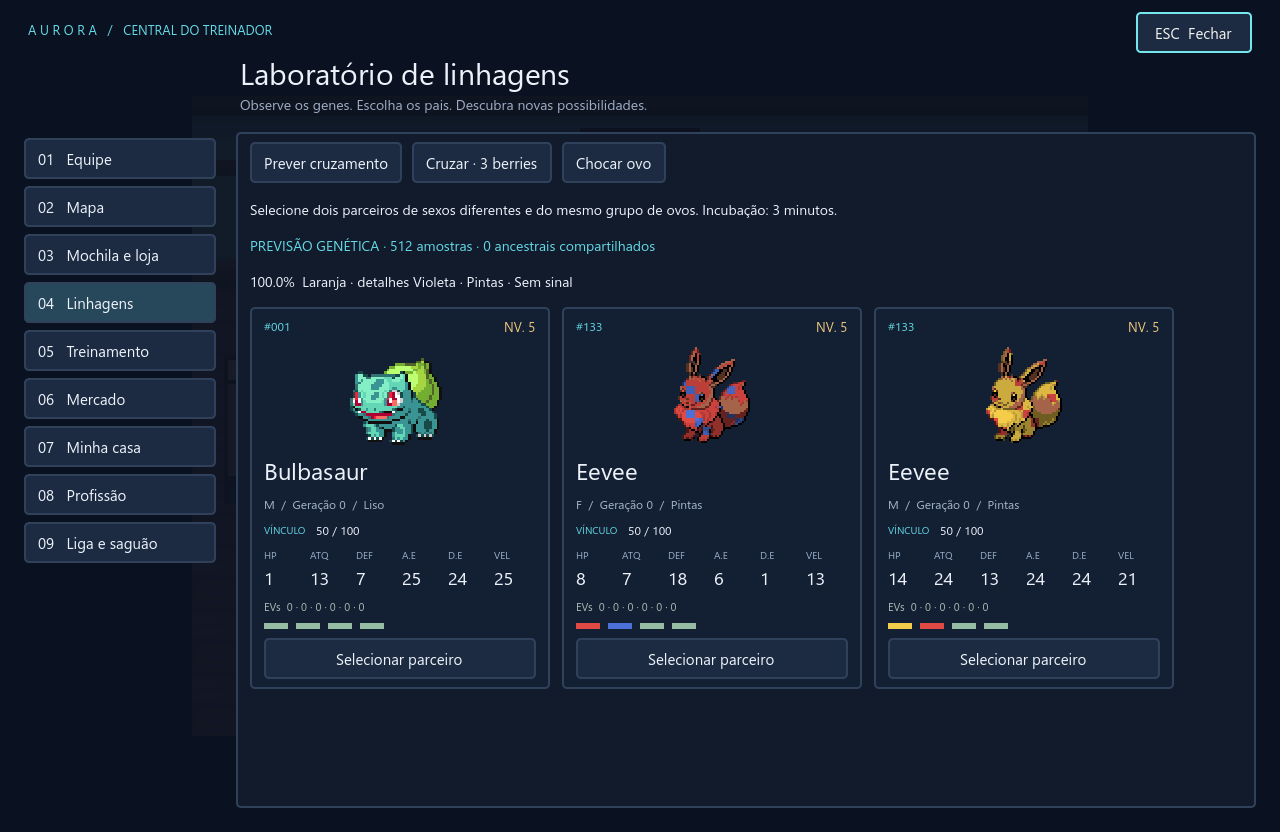 AURORA / CENTRAL DO TREINADOR
ESC Fechar
Laboratório de linhagens
Observe os genes. Escolha os pais. Descubra novas possibilidades.
01 Equipe
02 Mapa
03 Mochila e loja
04 Linhagens
05 Treinamento
06 Mercado
07 Minha casa
08 Profissão
09 Liga e saguão
Prever cruzamento
Cruzar · 3 berries
Chocar ovo
Selecione dois parceiros de sexos diferentes e do mesmo grupo de ovos. Incubação: 3 minutos.
PREVISÃO GENÉTICA · 512 amostras · 0 ancestrais compartilhados
100.0% Laranja · detalhes Violeta · Pintas · Sem sinal
#001 NV. 5
Bulbasaur
M / Geração 0 / Liso
VÍNCULO 50 / 100
HP ATQ DEF A.E D.E VEL
1 13 7 25 24 25
EVs 0 · 0 · 0 · 0 · 0 · 0
Selecionar parceiro
#133 NV. 5
Eevee
F / Geração 0 / Pintas
VÍNCULO 50 / 100
HP ATQ DEF A.E D.E VEL
8 7 18 6 1 13
EVs 0 · 0 · 0 · 0 · 0 · 0
Selecionar parceiro
#133 NV. 5
Eevee
M / Geração 0 / Pintas
VÍNCULO 50 / 100
HP ATQ DEF A.E D.E VEL
14 24 13 24 24 21
EVs 0 · 0 · 0 · 0 · 0 · 0
Selecionar parceiro